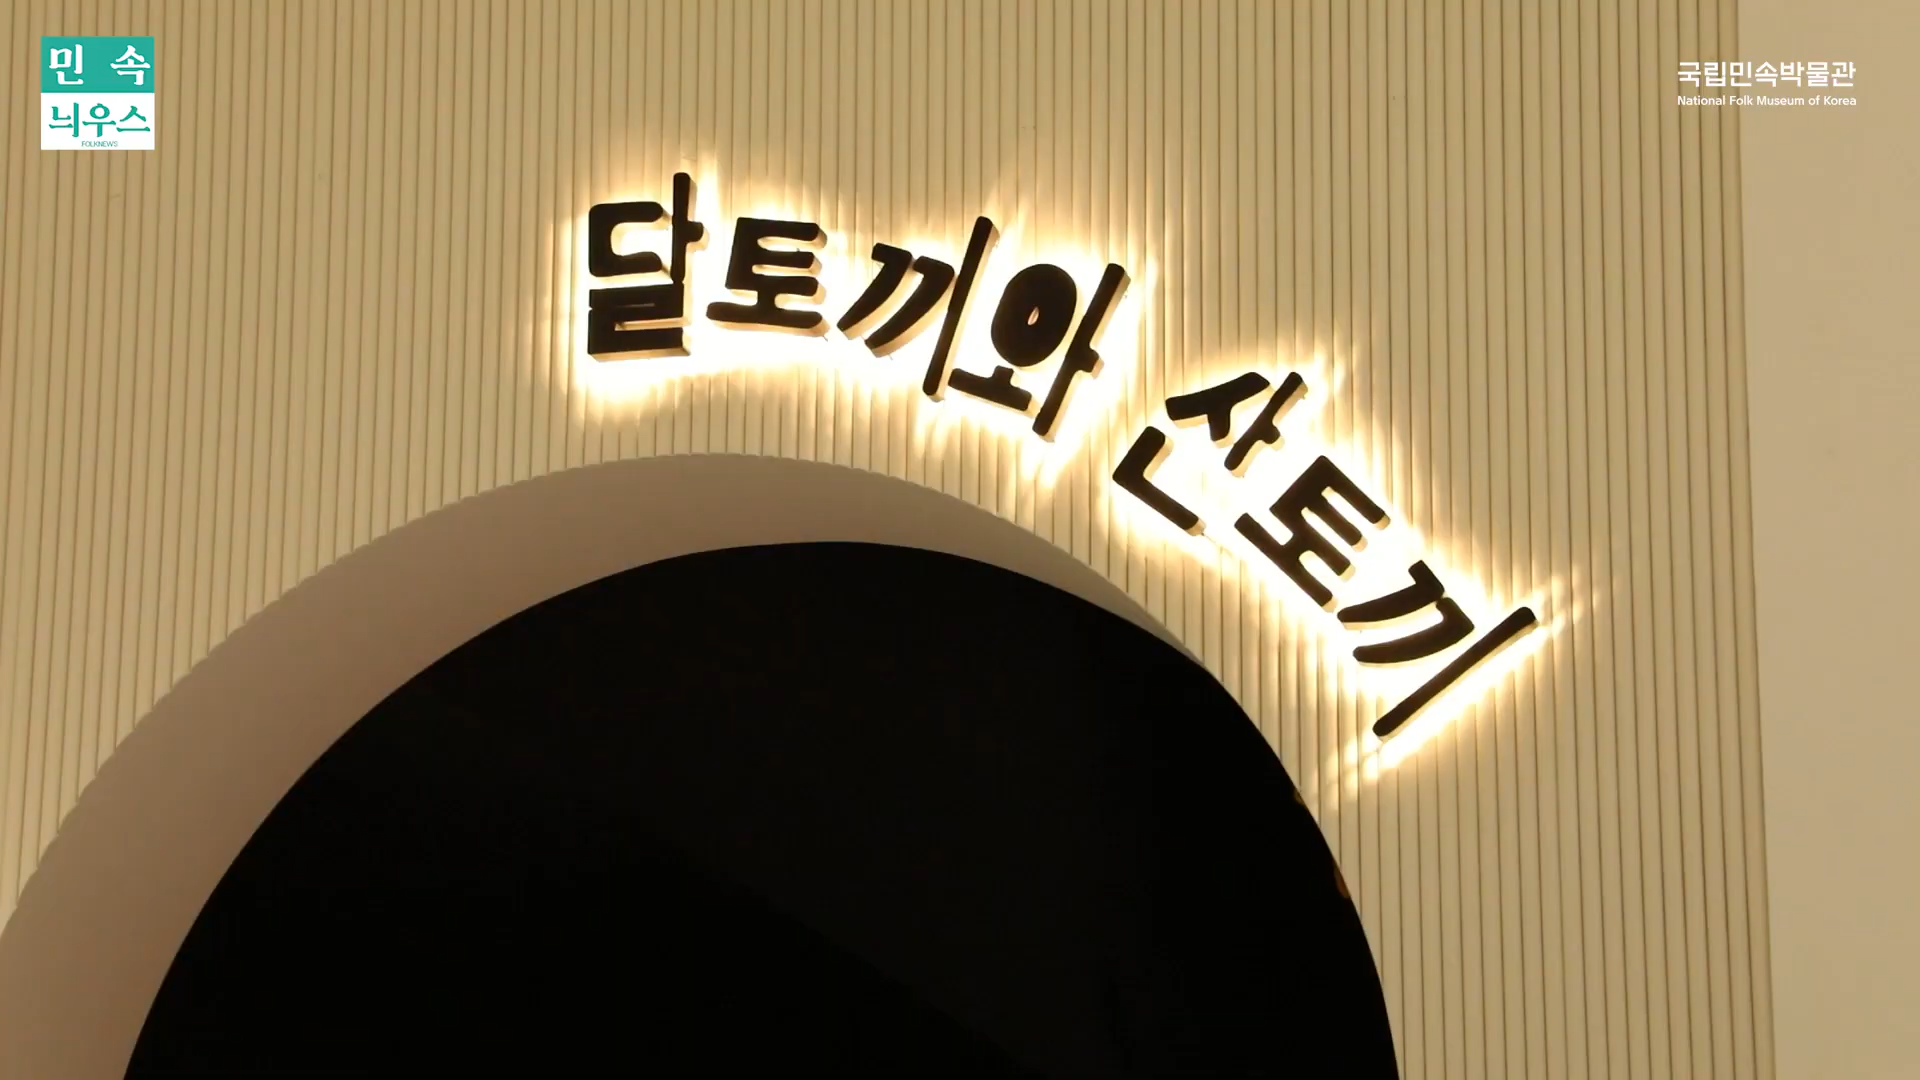 민 속
늬우스
FOLKNEWS
국립민속박물관
National Folk Museum of Korea
달토끼와 산토끼